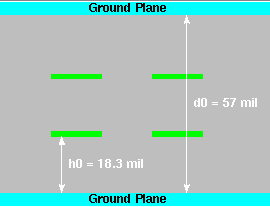 Ground Plane
d0 = 57 mil
h0 = 18.3 mil
Ground Plane